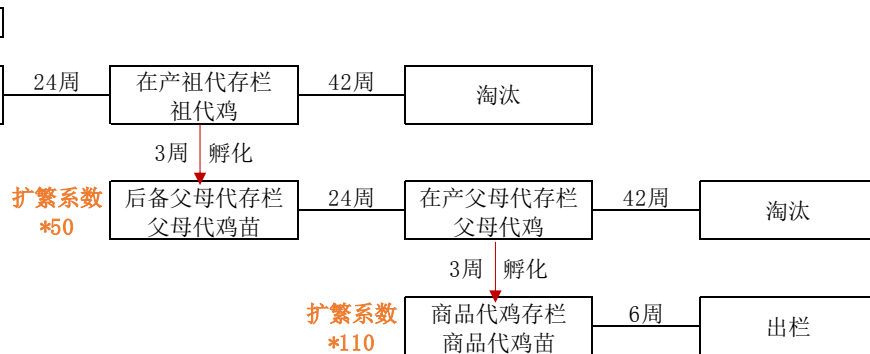 24周
在产祖代存栏
祖代鸡
42周
淘汰
3周
孵化
扩繁系数
*50
后备父母代存栏
父母代鸡苗
24周
在产父母代存栏
父母代鸡
42周
淘汰
3周
孵化
扩繁系数
*110
商品代鸡存栏
商品代鸡苗
6周
出栏